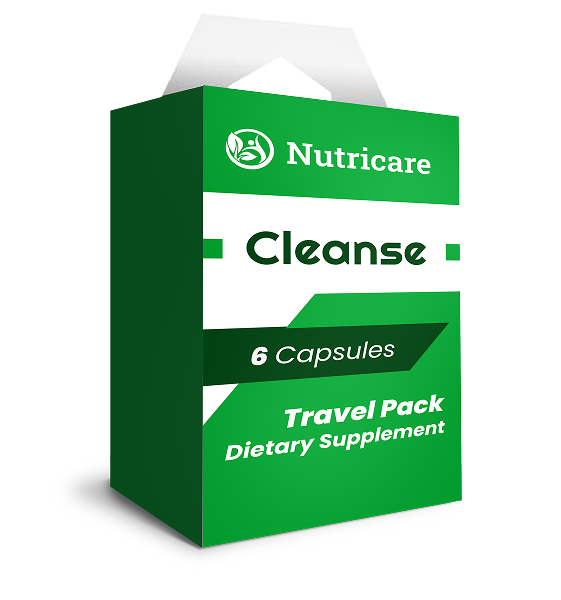 Nutricare
Cleanse
6 Capsules
Travel Pack
Dietary Supplement